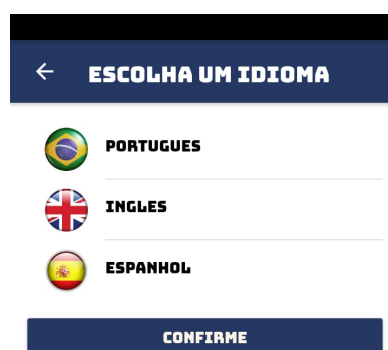 ESCOLHA UM IDIOMA
PORTUGUES
INGLES
ESPANHOL
CONFIRME